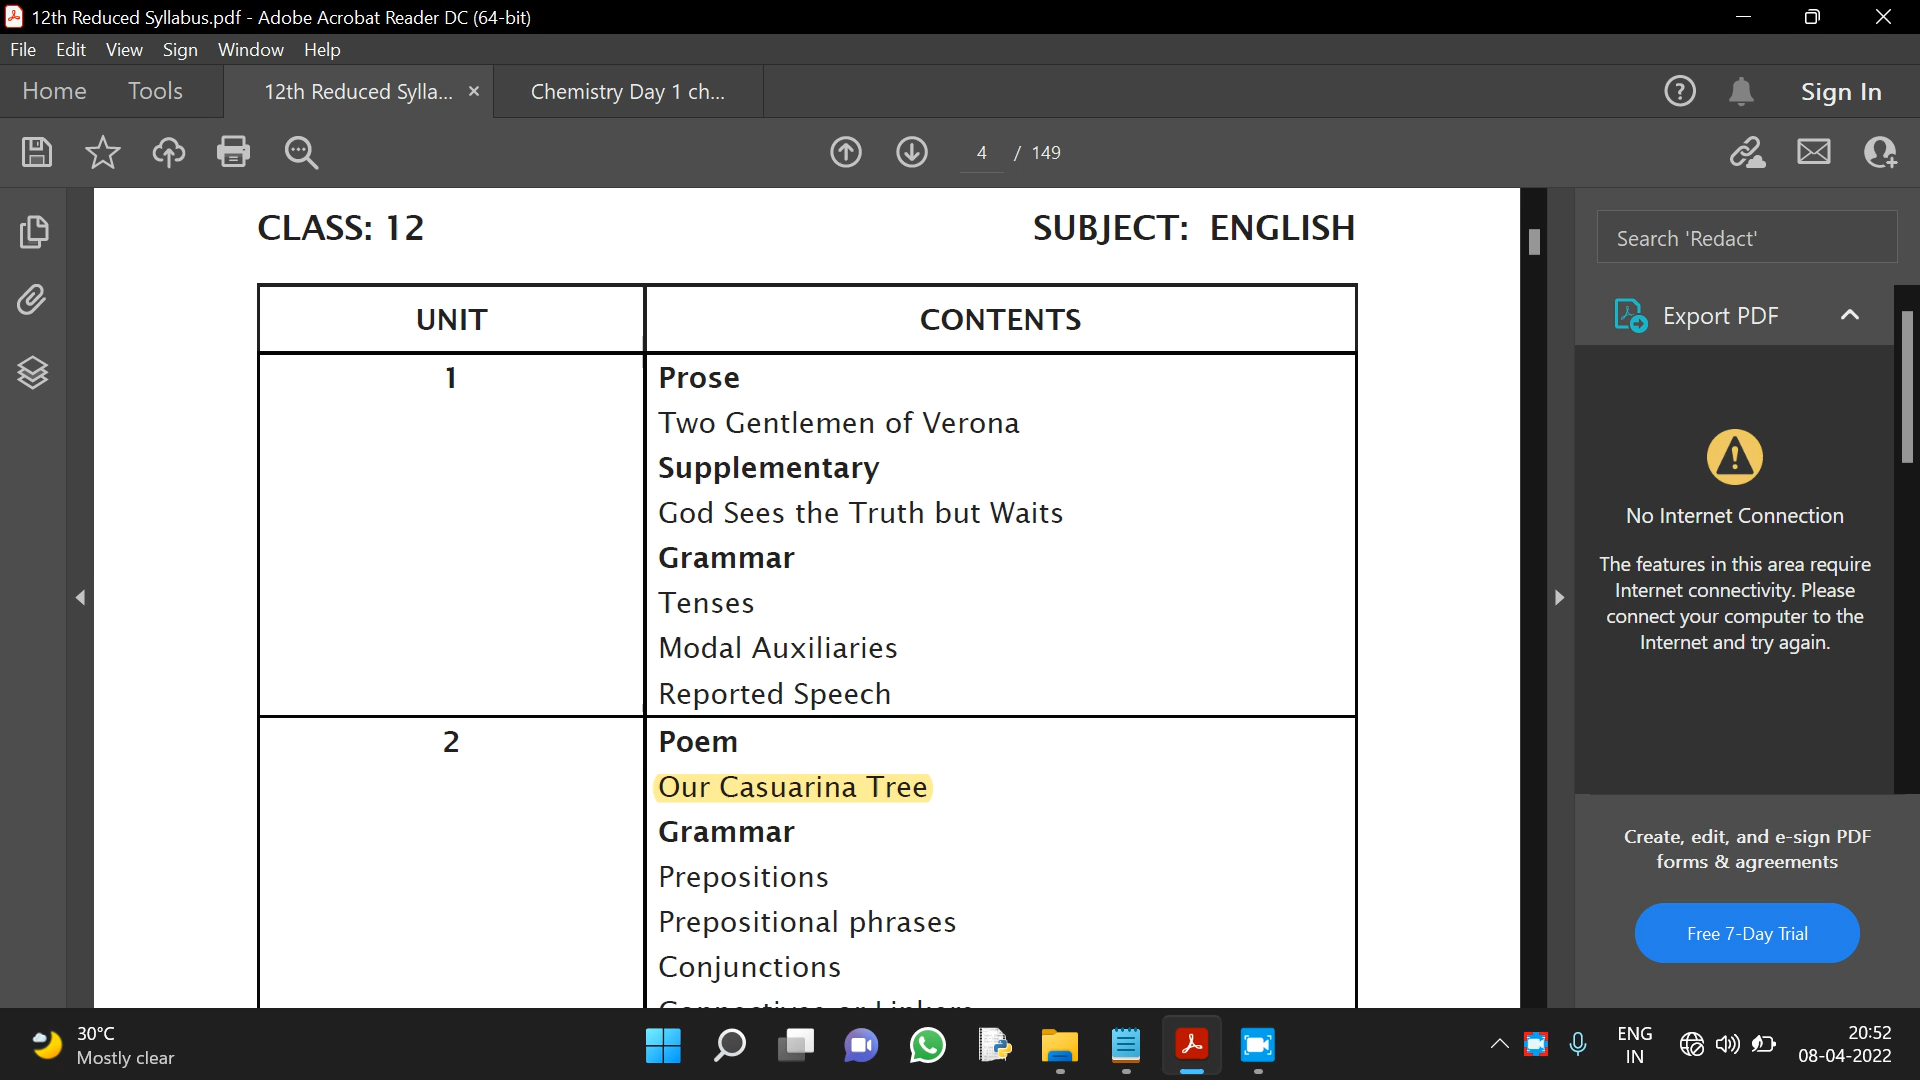 12th Reduced Syllabus.pdf - Adobe Acrobat Reader DC (64-bit)
File Edit View Sign Window Help
Home Tools 12th Reduced Sylla... × Chemistry Day 1 ch... Sign In
4 / 149
CLASS: 12 SUBJECT: ENGLISH
UNIT CONTENTS
1 Prose
Two Gentlemen of Verona
Supplementary
God Sees the Truth but Waits
Grammar
Tenses
Modal Auxiliaries
Reported Speech
2 Poem
Our Casuarina Tree
Grammar
Prepositions
Prepositional phrases
Conjunctions
Search 'Redact'
Export PDF
No Internet Connection
The features in this area require
Internet connectivity. Please
connect your computer to the
Internet and try again.
Create, edit, and e-sign PDF
forms & agreements
Free 7-Day Trial
30°C
Mostly clear
ENG
IN
20:52
08-04-2022